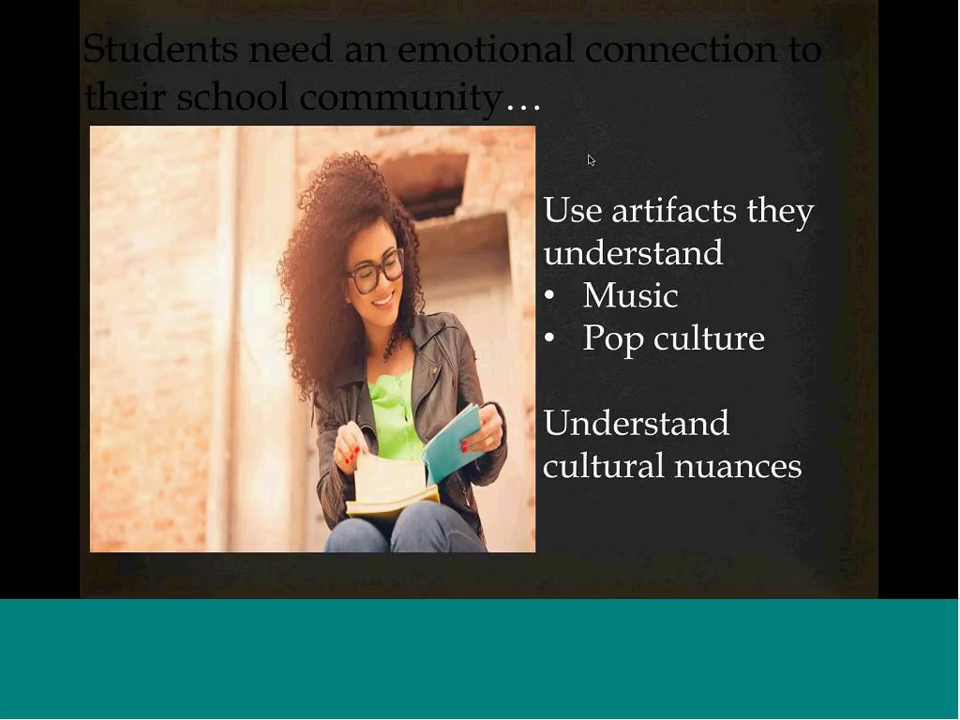 Students need an emotional connection to
their school community…
Use artifacts they
understand
• Music
• Pop culture
Understand
cultural nuances